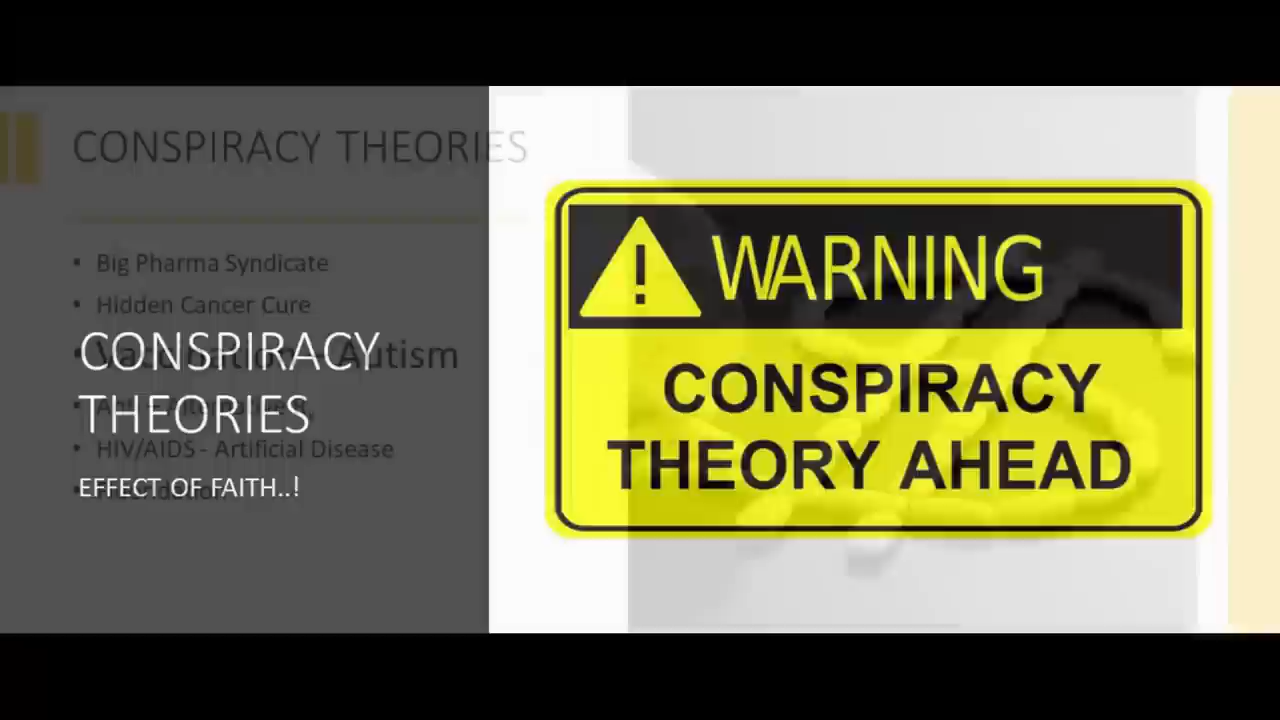 CONSPIRACY THEORIES
• Big Pharma Syndicate
• Hidden Cancer Cure
Autism
• HIV/AIDS - Artificial Disease
CONSPIRACY
THEORIES
EFFECT OF FAITH..!
WARNING
CONSPIRACY
THEORY AHEAD